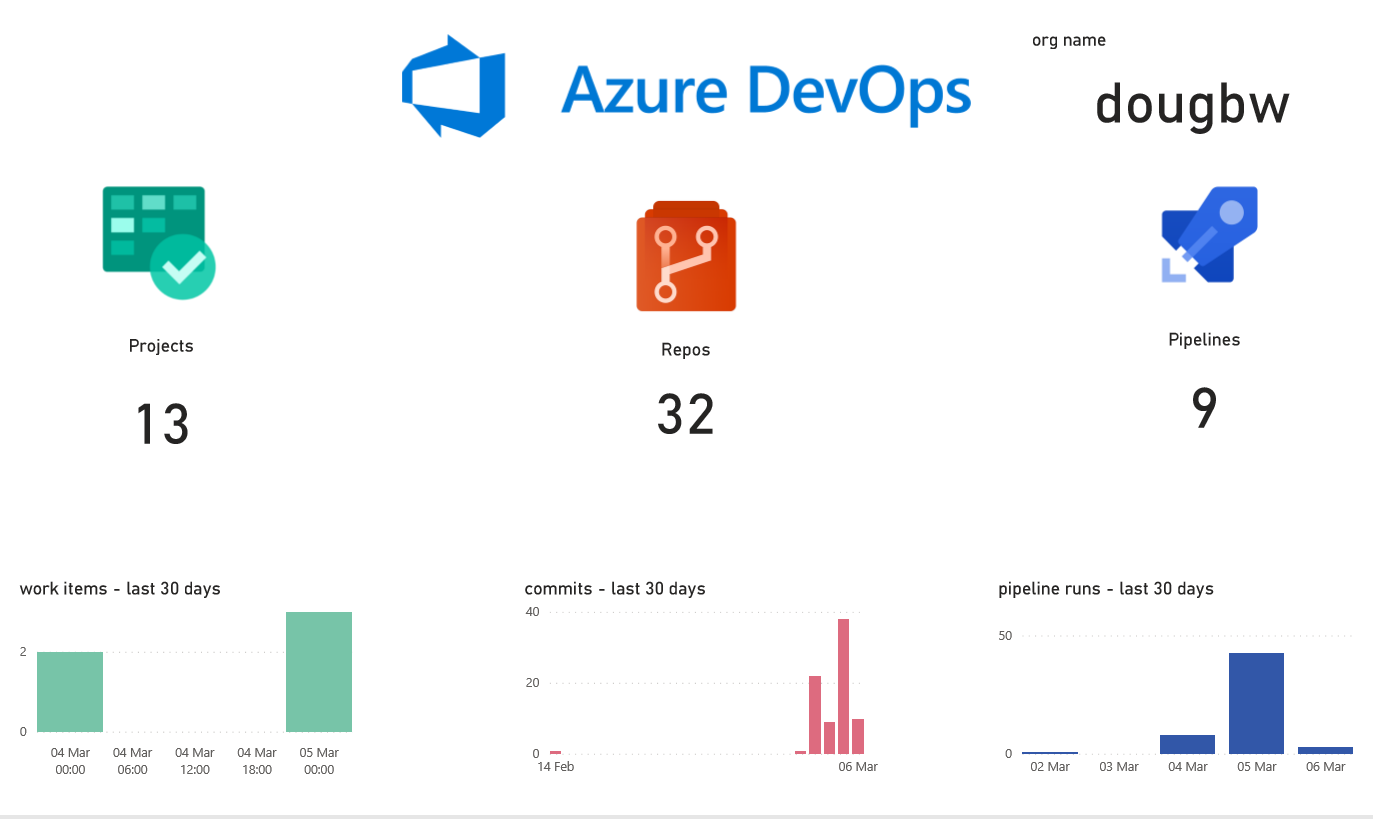 Azure DevOps
org name
dougbw
Projects
13
Repos
32
Pipelines
9
work items - last 30 days
2
0
04 Mar 04 Mar 04 Mar 04 Mar 05 Mar
00:00 06:00 12:00 18:00 00:00
commits - last 30 days
40
20
0
14 Feb 06 Mar
pipeline runs - last 30 days
50
0
02 Mar 03 Mar 04 Mar 05 Mar 06 Mar